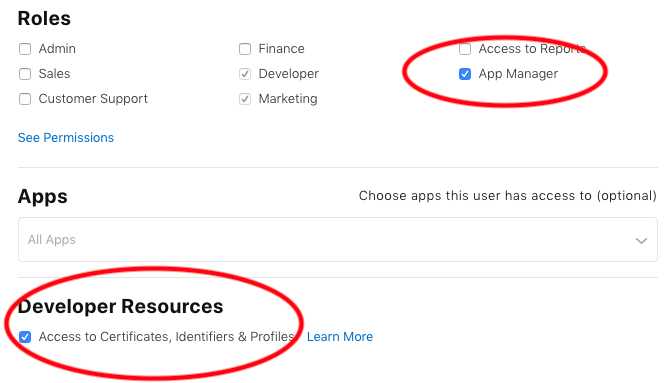 Roles
Admin Finance Access to Reports
Sales Developer App Manager
Customer Support Marketing
See Permissions
Apps Choose apps this user has access to (optional)
All Apps
Developer Resources
Access to Certificates, Identifiers & Profiles Learn More